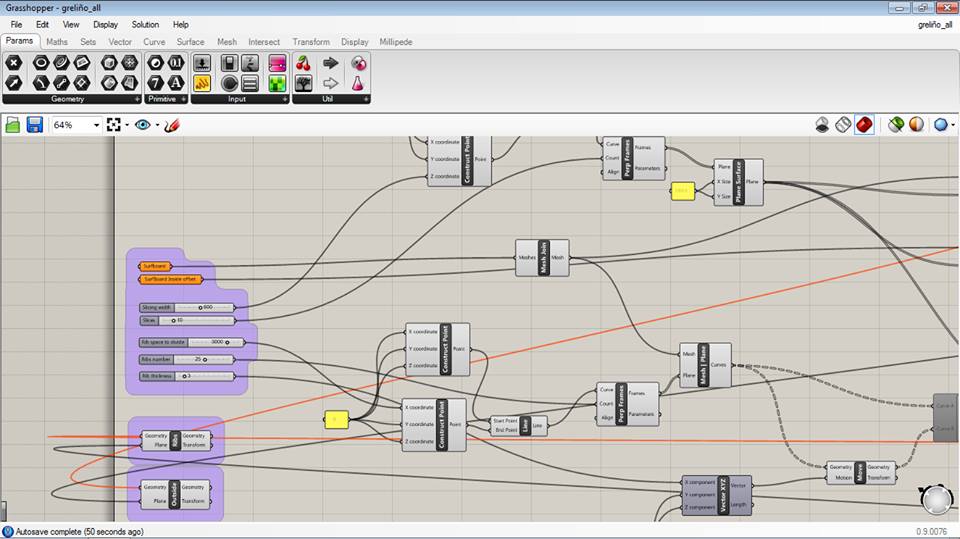 Grasshopper - greliño_all
File Edit View Display Solution Help greliño_all
Params Maths Sets Vector Curve Surface Mesh Intersect Transform Display Millipede
Geometry + Primitive + Input + Util +
64%
X coordinate
Y coordinate
Z coordinate
Construct Point
Point
Curve
Count
Align
Perp Frames
Frames
Parameters
Plane
X Size
Y Size
Plane Surface
Plane
Surfboard
Surfboard Inside offset
Meshes
Mesh Join
Mesh
Strong width 600
Slices 10
Rib space to divide 3000
Ribs number 25
Rib thickness 3
X coordinate
Y coordinate
Z coordinate
Construct Point
Point
Mesh
Plane
Mesh | Plane
Curves
X coordinate
Y coordinate
Z coordinate
Construct Point
Point
Start Point
End Point
Line
Line
Curve
Count
Align
Perp Frames
Frames
Parameters
Curve A
Curve B
Geometry
Plane
Ribs
Geometry
Transform
Geometry
Motion
Move
Geometry
Transform
Geometry
Plane
Outside
Geometry
Transform
X component
Y component
Z component
Vector XYZ
Vector
Length
Autosave complete (50 seconds ago) 0.9.0076